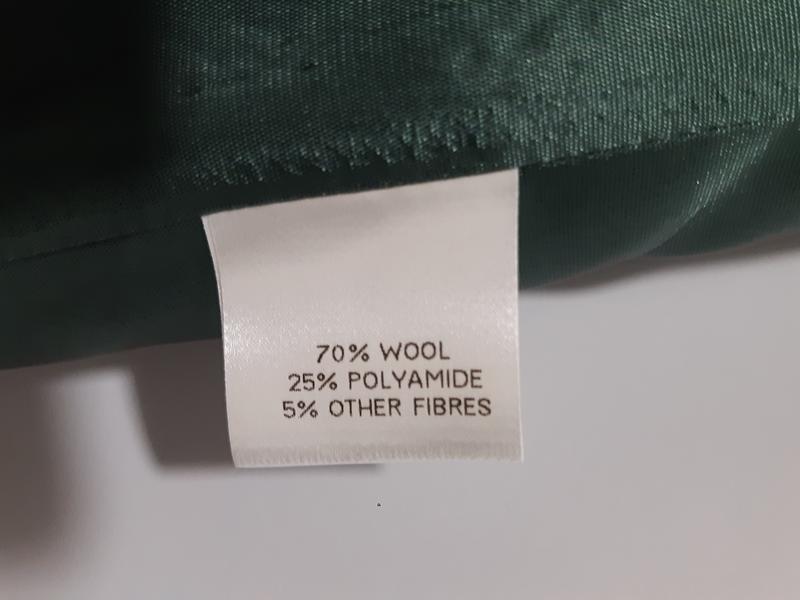 70% WOOL
25% POLYAMIDE
5% OTHER FIBRES